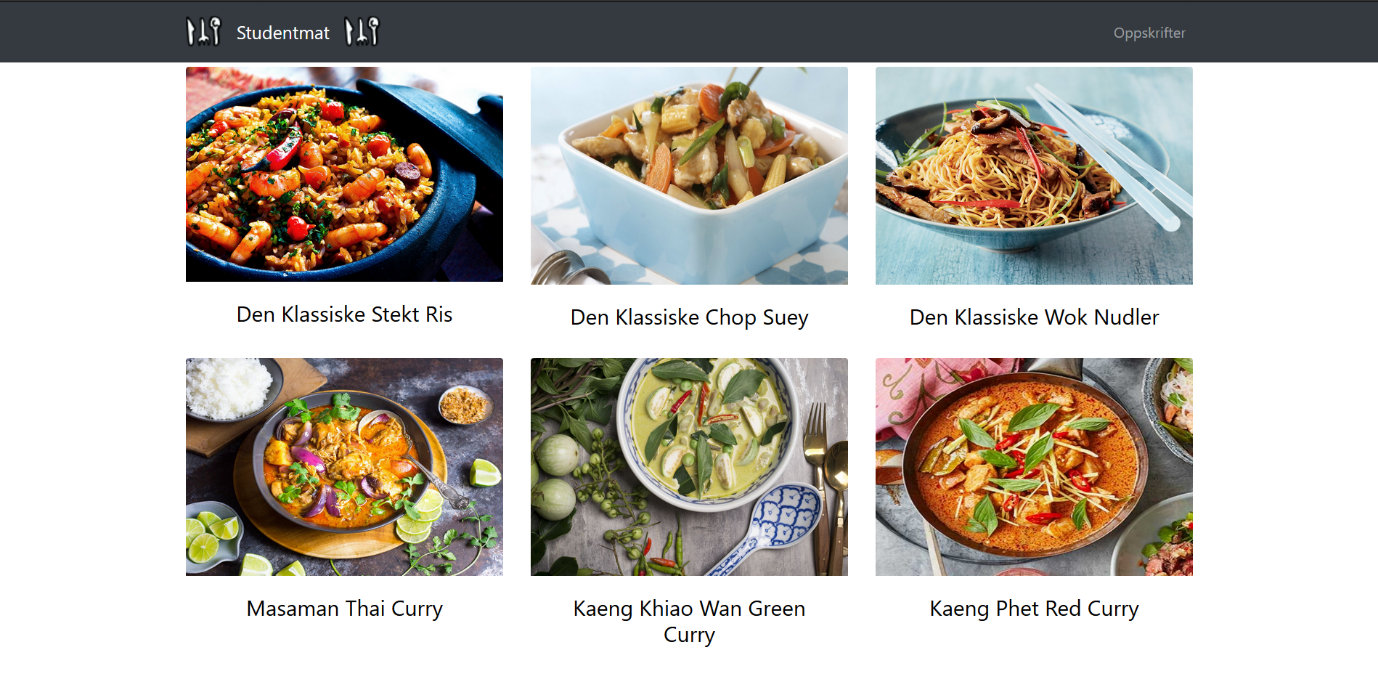 Studentmat
Oppskrifter
Den Klassiske Stekt Ris
Den Klassiske Chop Suey
Den Klassiske Wok Nudler
Masaman Thai Curry
Kaeng Khiao Wan Green
Curry
Kaeng Phet Red Curry